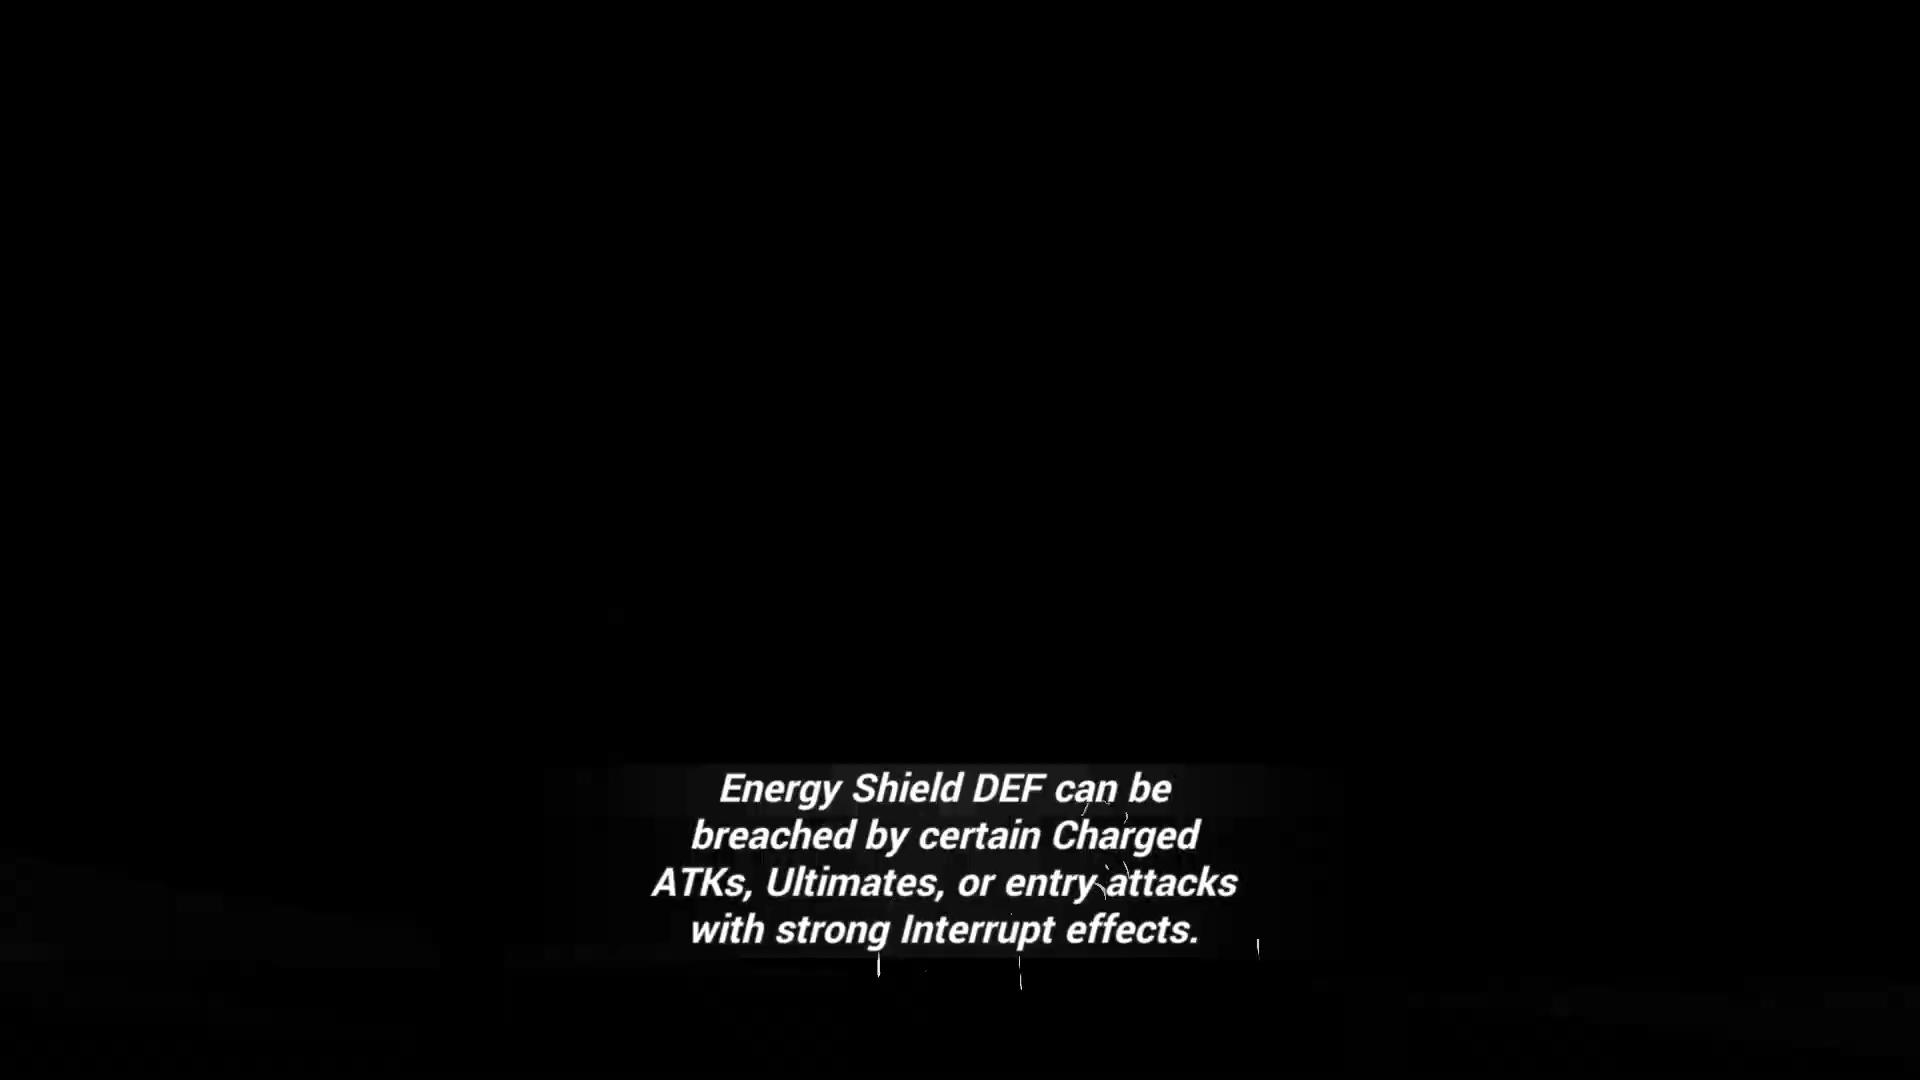 Energy Shield DEF can be
breached by certain Charged
ATKs, Ultimates, or entry attacks
with strong Interrupt effects.